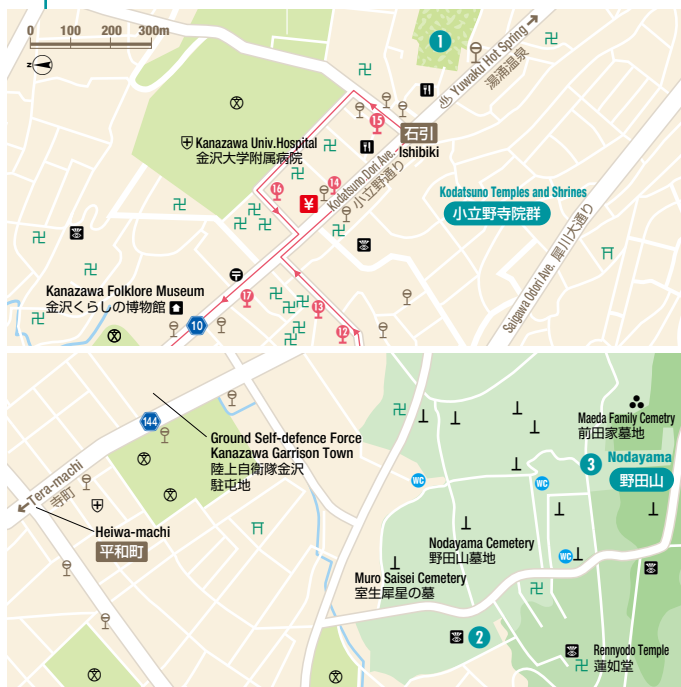 0 100 200 300m
N
1
Yuwaku Hot Spring
湯涌温泉
15
石引
Ishibiki
Kanazawa Univ.Hospital
金沢大学附属病院
16
14
¥
Kodatsuno Dori Ave.
小立野通り
Kodatsuno Temples and Shrines
小立野寺院群
Saigawa Odori Ave. 犀川大通り
Kanazawa Folklore Museum
金沢くらしの博物館
17
13
12
10
144
Ground Self-defence Force
Kanazawa Garrison Town
陸上自衛隊金沢
駐屯地
Tera-machi
寺町
Heiwa-machi
平和町
Maeda Family Cemetry
前田家墓地
3 Nodayama
野田山
WC
WC
Nodayama Cemetery
野田山墓地
WC
Muro Saisei Cemetery
室生犀星の墓
2
Rennyodo Temple
蓮如堂